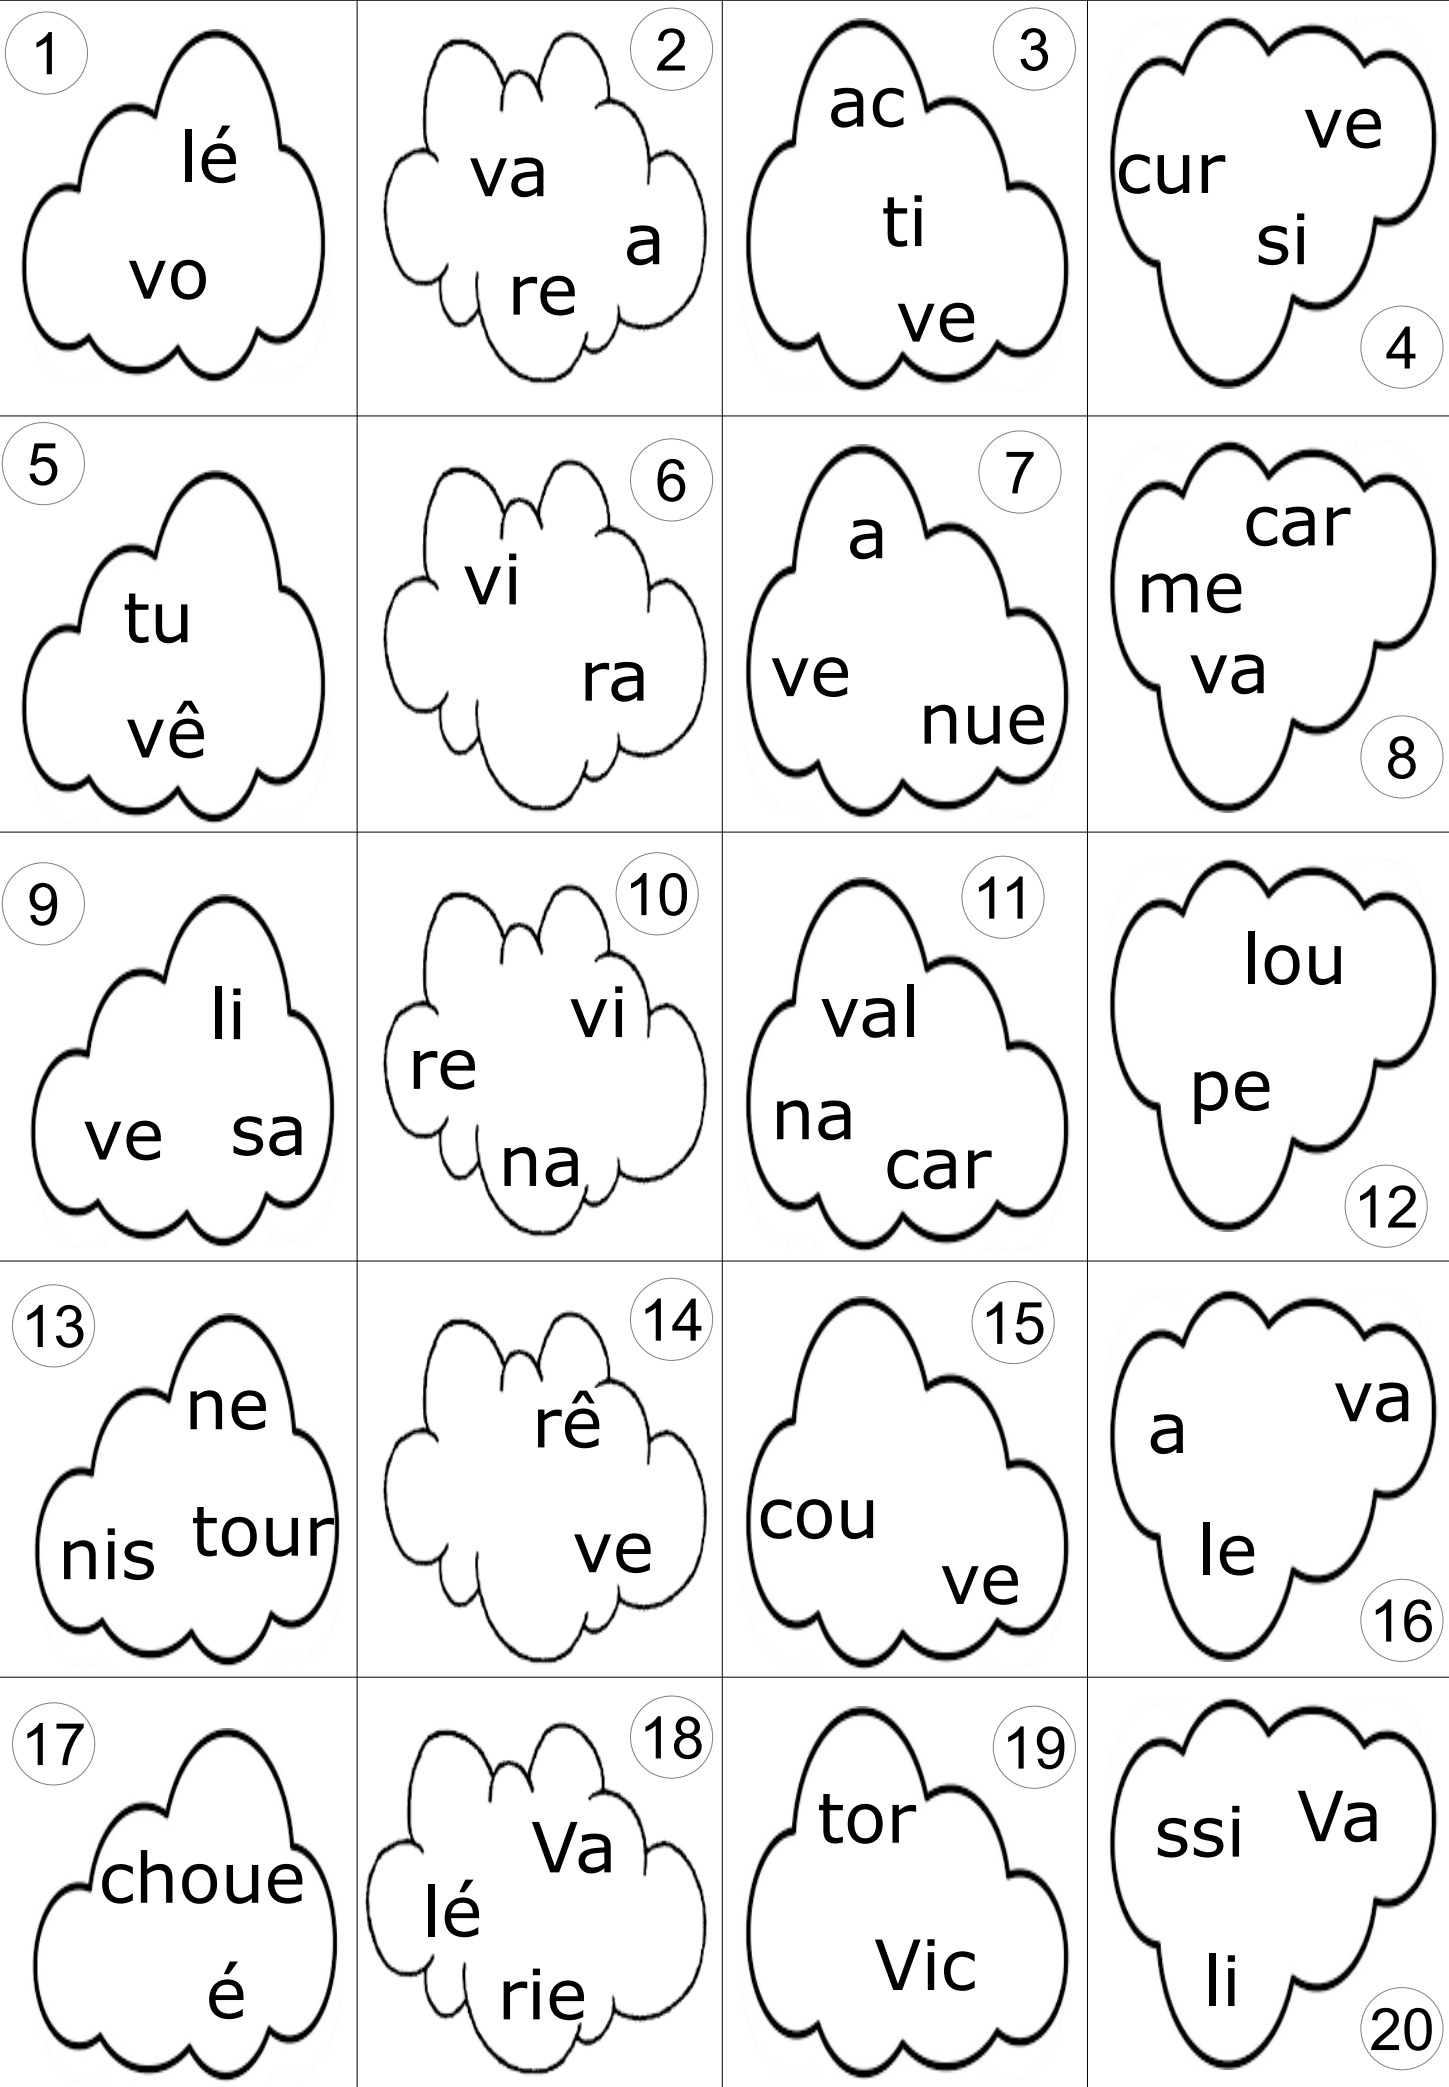 1
lé
vo
2
va
a
re
3
ac
ti
ve
ve
cur
si
4
5
tu
vê
6
vi
ra
7
a
ve
nue
car
me
va
8
9
li
ve sa
10
vi
re
na
11
val
na
car
lou
pe
12
13
ne
nis tour
14
rê
ve
15
cou
ve
va
a
le
16
17
choue
é
18
Va
lé
rie
19
tor
Vic
ssi Va
li
20